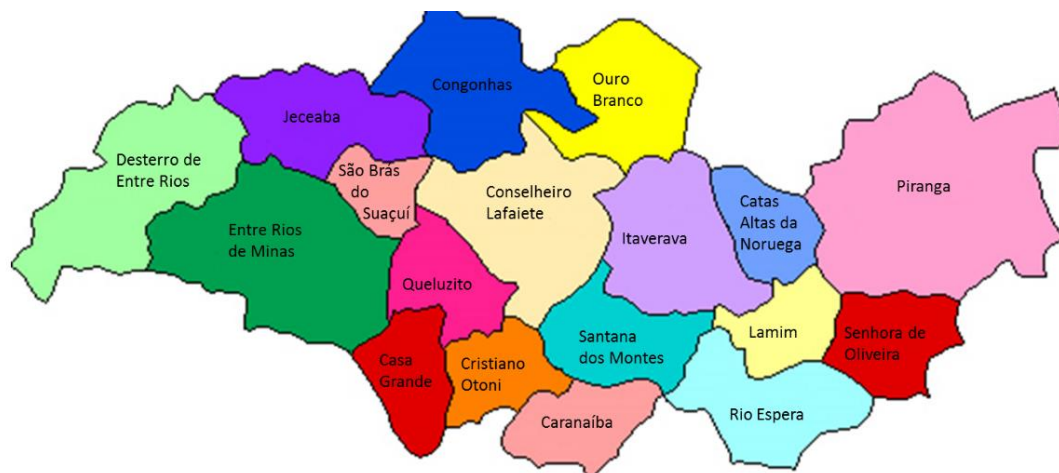 Congonhas
Ouro
Branco
Jeceaba
Desterro de
Entre Rios
São Brás
do
Suaçuí
Conselheiro
Lafaiete
Piranga
Catas
Altas da
Noruega
Entre Rios
de Minas
Itaverava
Queluzito
Lamim
Senhora de
Oliveira
Santana
dos Montes
Casa
Grande
Cristiano
Otoni
Caranaíba
Rio Espera